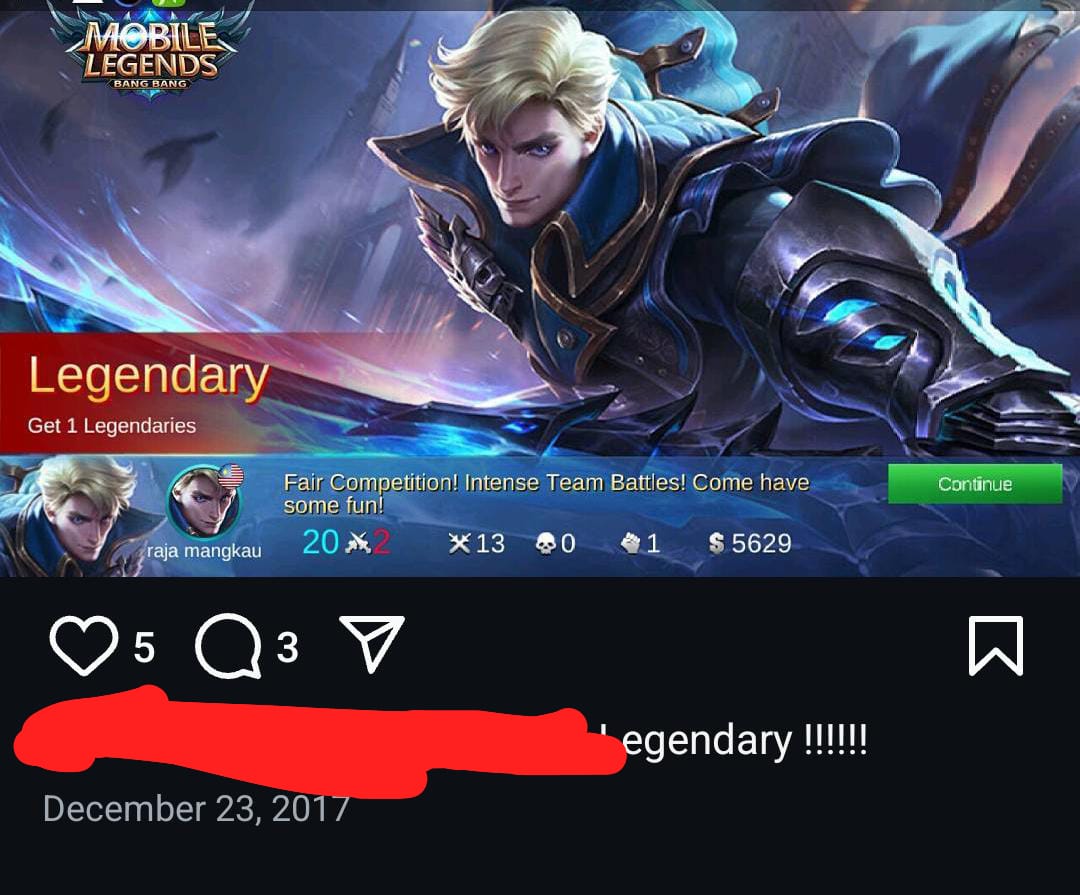 MOBILE
LEGENDS
BANG BANG
Legendary
Get 1 Legendaries
Fair Competition! Intense Team Battles! Come have
some fun!
Continue
raja mangkau
20 2 13 0 1 $ 5629
5 3
Legendary !!!!!!
December 23, 2017